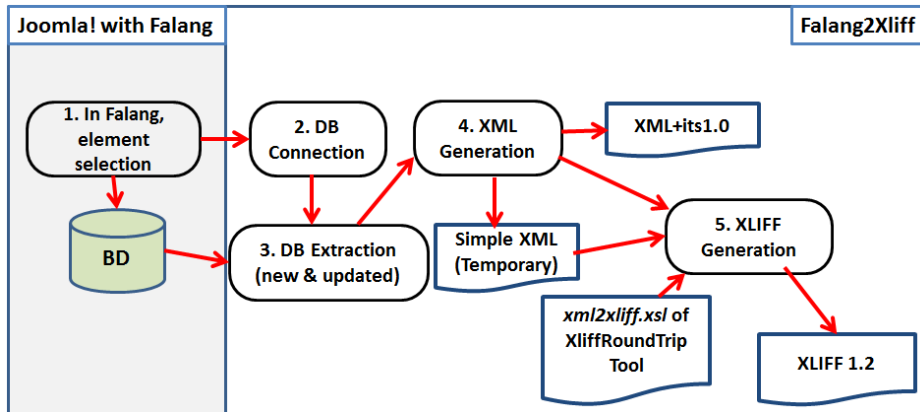 Joomla! with Falang
Falang2Xliff
1. In Falang,
element
selection
2. DB
Connection
4. XML
Generation
XML+its1.0
BD
3. DB Extraction
(new & updated)
Simple XML
(Temporary)
5. XLIFF
Generation
xml2xliff.xsl of
XliffRoundTrip
Tool
XLIFF 1.2